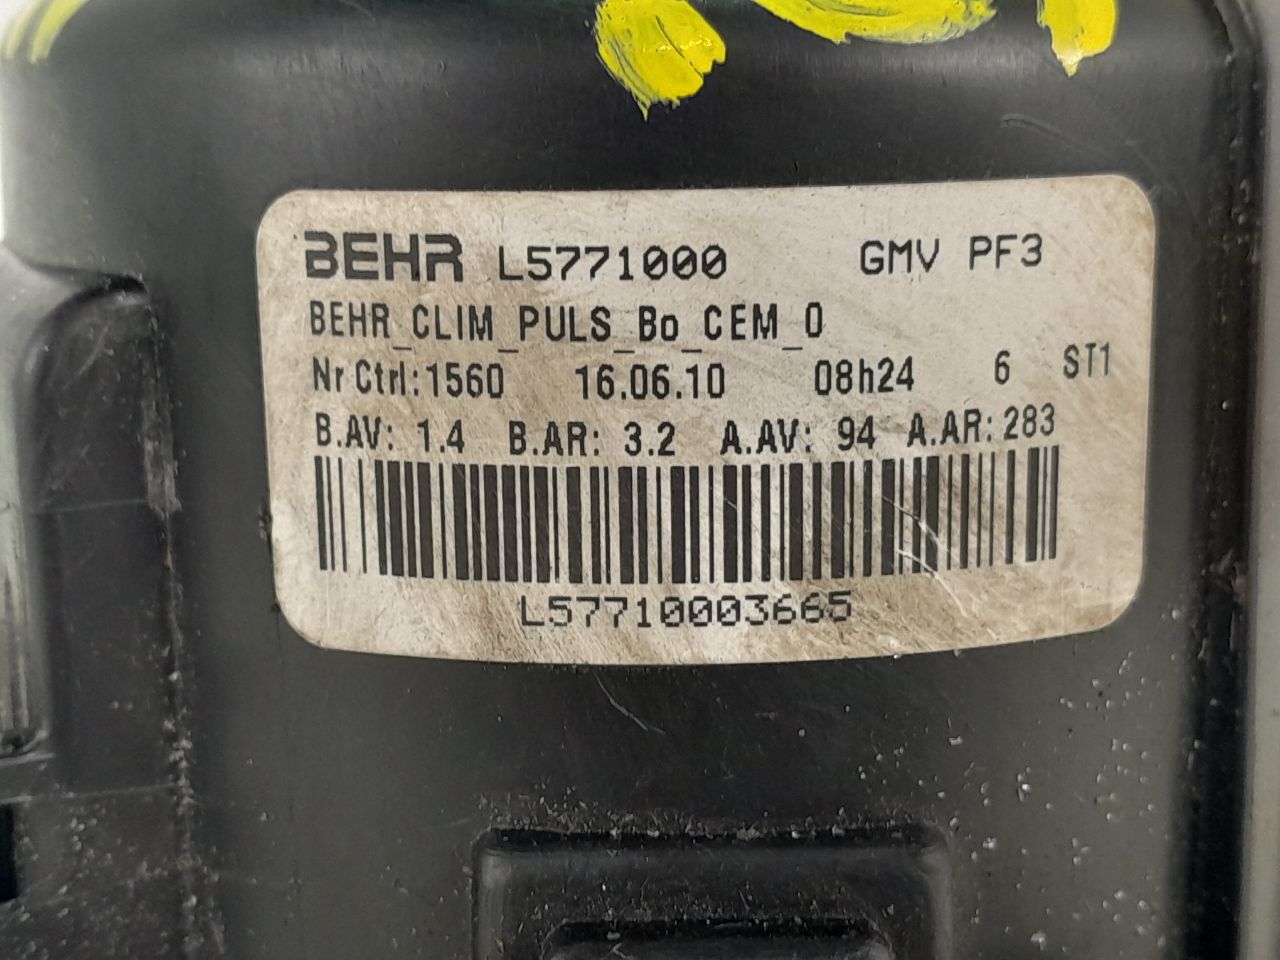 BEHR L5771000 GMV PF3
BEHR_CLIM_PULS_Bo_CEM_0
Nr Ctrl:1560 16.06.10 08h24 6 ST1
B.AV: 1.4 B.AR: 3.2 A.AV: 94 A.AR: 283
L57710003665